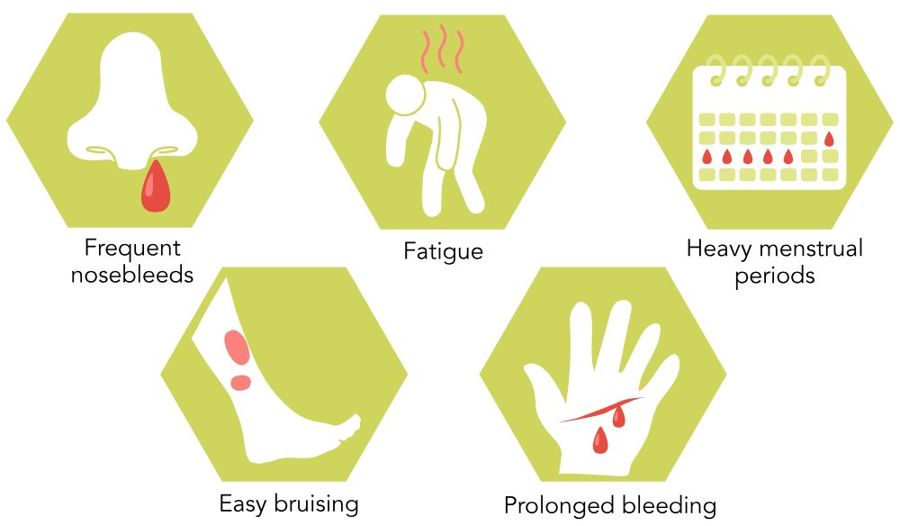 Frequent
nosebleeds
Fatigue
Heavy menstrual
periods
Easy bruising
Prolonged bleeding